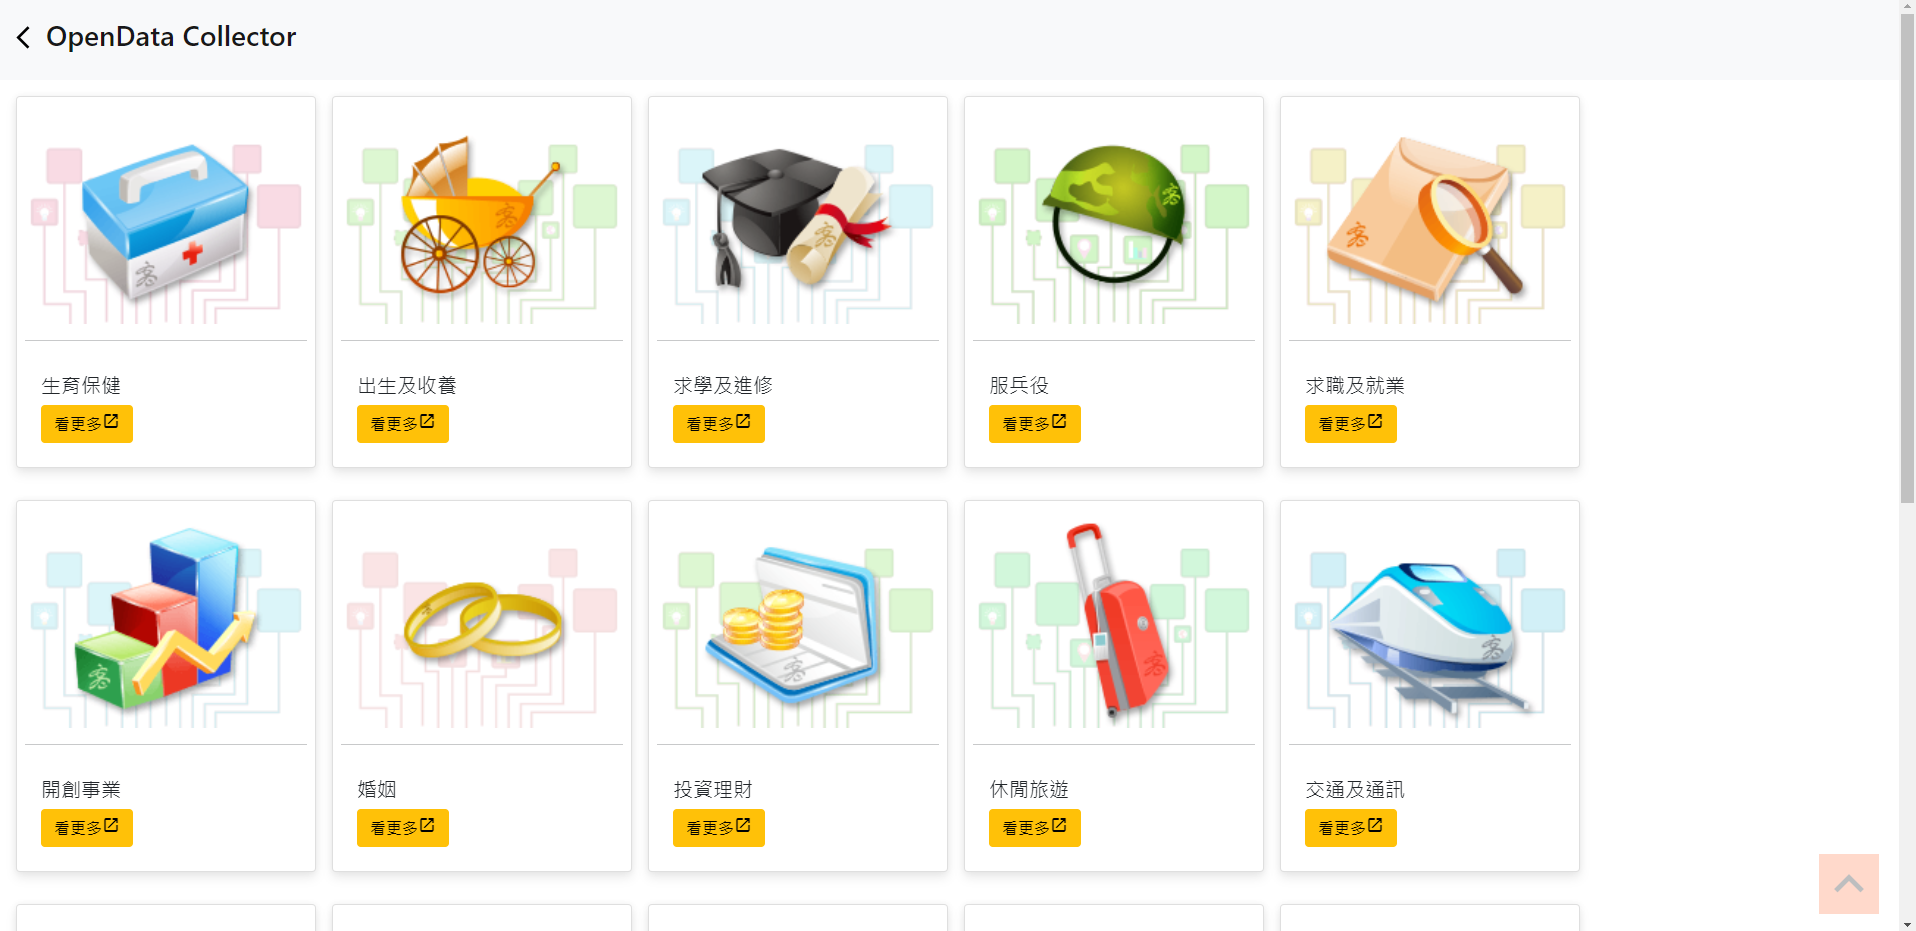 OpenData Collector
生育保健
看更多
出生及收養
看更多
求學及進修
看更多
服兵役
看更多
求職及就業
看更多
開創事業
看更多
婚姻
看更多
投資理財
看更多
休閒旅遊
看更多
交通及通訊
看更多